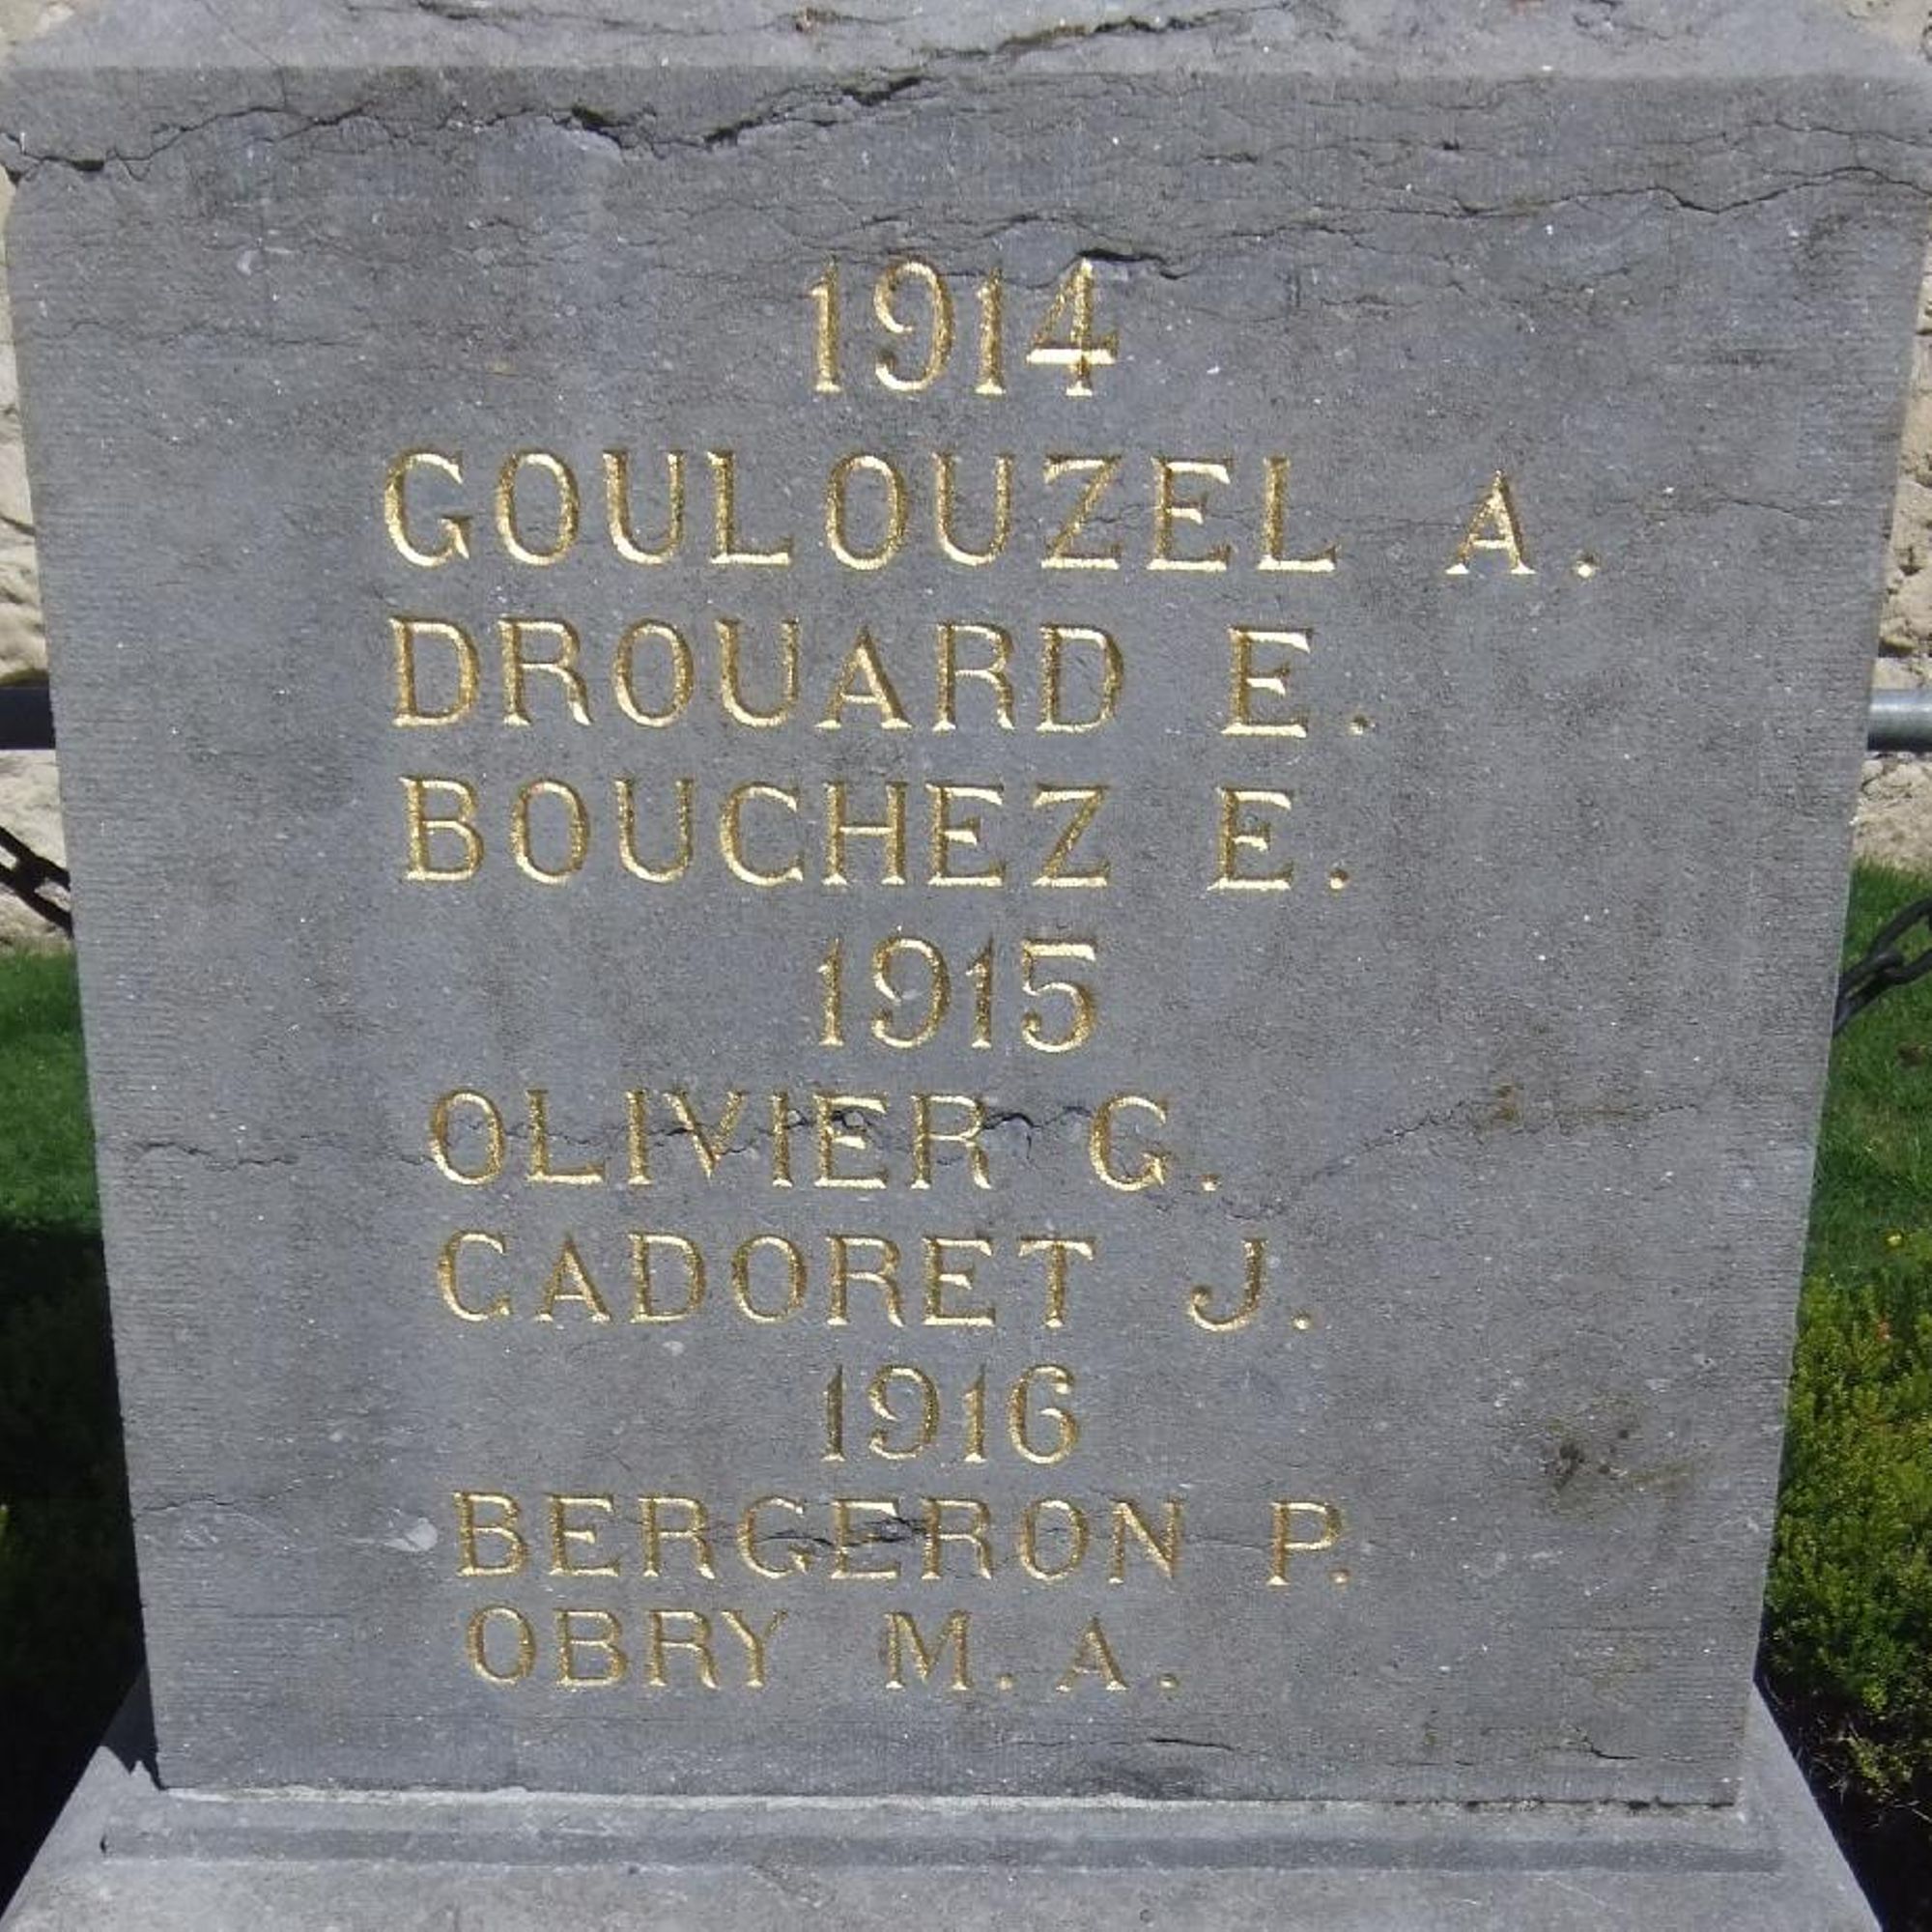 1914
GOULOUZEL A.
DROUARD E.
BOUCHEZ E.
1915
OLIVIER G.
CADORET J.
1916
BERGERON P.
OBRY M. A.